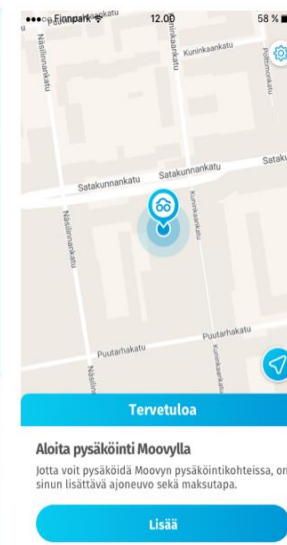 Finnpark 12.00 58 %
Kuninkaankatu
Näsilinnankatu
Satakunnankatu Satakunnankatu
Kuninkaankatu
Näsilinnankatu
Puutarhakatu
Puutarhakatu
Kuninkaankatu
Tervetuloa
Aloita pysäköinti Moovylla
Jotta voit pysäköidä Moovyn pysäköintikohteissa, on
sinun lisättävä ajoneuvo sekä maksutapa.
Lisää